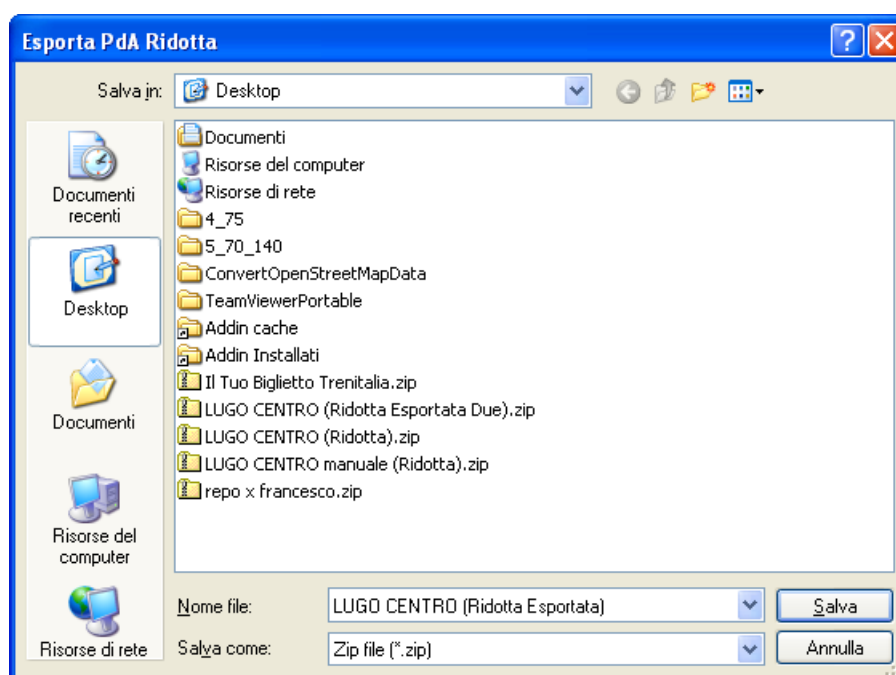 Esporta PdA Ridotta
Salva in:
Desktop
Documenti recenti
Desktop
Documenti
Risorse del computer
Risorse di rete
Documenti
Risorse del computer
Risorse di rete
4_75
5_70_140
ConvertOpenStreetMapData
TeamViewerPortable
Addin cache
Addin Installati
Il Tuo Biglietto Trenitalia.zip
LUGO CENTRO (Ridotta Esportata Due).zip
LUGO CENTRO (Ridotta).zip
LUGO CENTRO manuale (Ridotta).zip
repo x francesco.zip
Nome file:
LUGO CENTRO (Ridotta Esportata)
Salva
Salva come:
Zip file (*.zip)
Annulla